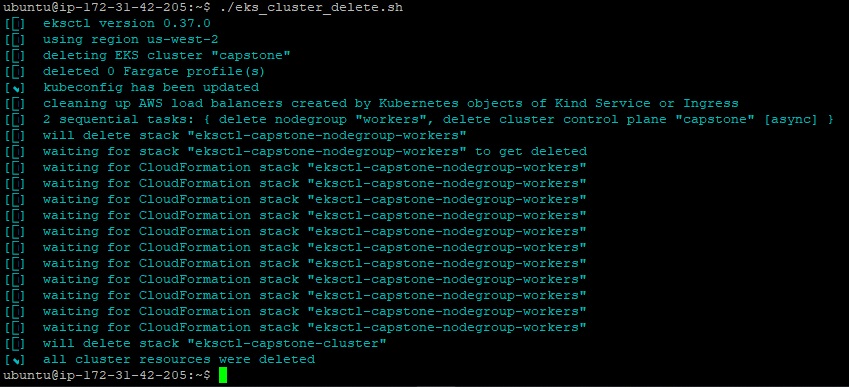 ubuntu@ip-172-31-42-205:~$ ./eks_cluster_delete.sh
[▯]  eksctl version 0.37.0
[▯]  using region us-west-2
[▯]  deleting EKS cluster "capstone"
[▯]  deleted 0 Fargate profile(s)
[✔]  kubeconfig has been updated
[▯]  cleaning up AWS load balancers created by Kubernetes objects of Kind Service or Ingress
[▯]  2 sequential tasks: { delete nodegroup "workers", delete cluster control plane "capstone" [async] }
[▯]  will delete stack "eksctl-capstone-nodegroup-workers"
[▯]  waiting for stack "eksctl-capstone-nodegroup-workers" to get deleted
[▯]  waiting for CloudFormation stack "eksctl-capstone-nodegroup-workers"
[▯]  waiting for CloudFormation stack "eksctl-capstone-nodegroup-workers"
[▯]  waiting for CloudFormation stack "eksctl-capstone-nodegroup-workers"
[▯]  waiting for CloudFormation stack "eksctl-capstone-nodegroup-workers"
[▯]  waiting for CloudFormation stack "eksctl-capstone-nodegroup-workers"
[▯]  waiting for CloudFormation stack "eksctl-capstone-nodegroup-workers"
[▯]  waiting for CloudFormation stack "eksctl-capstone-nodegroup-workers"
[▯]  waiting for CloudFormation stack "eksctl-capstone-nodegroup-workers"
[▯]  waiting for CloudFormation stack "eksctl-capstone-nodegroup-workers"
[▯]  waiting for CloudFormation stack "eksctl-capstone-nodegroup-workers"
[▯]  waiting for CloudFormation stack "eksctl-capstone-nodegroup-workers"
[▯]  will delete stack "eksctl-capstone-cluster"
[✔]  all cluster resources were deleted
ubuntu@ip-172-31-42-205:~$